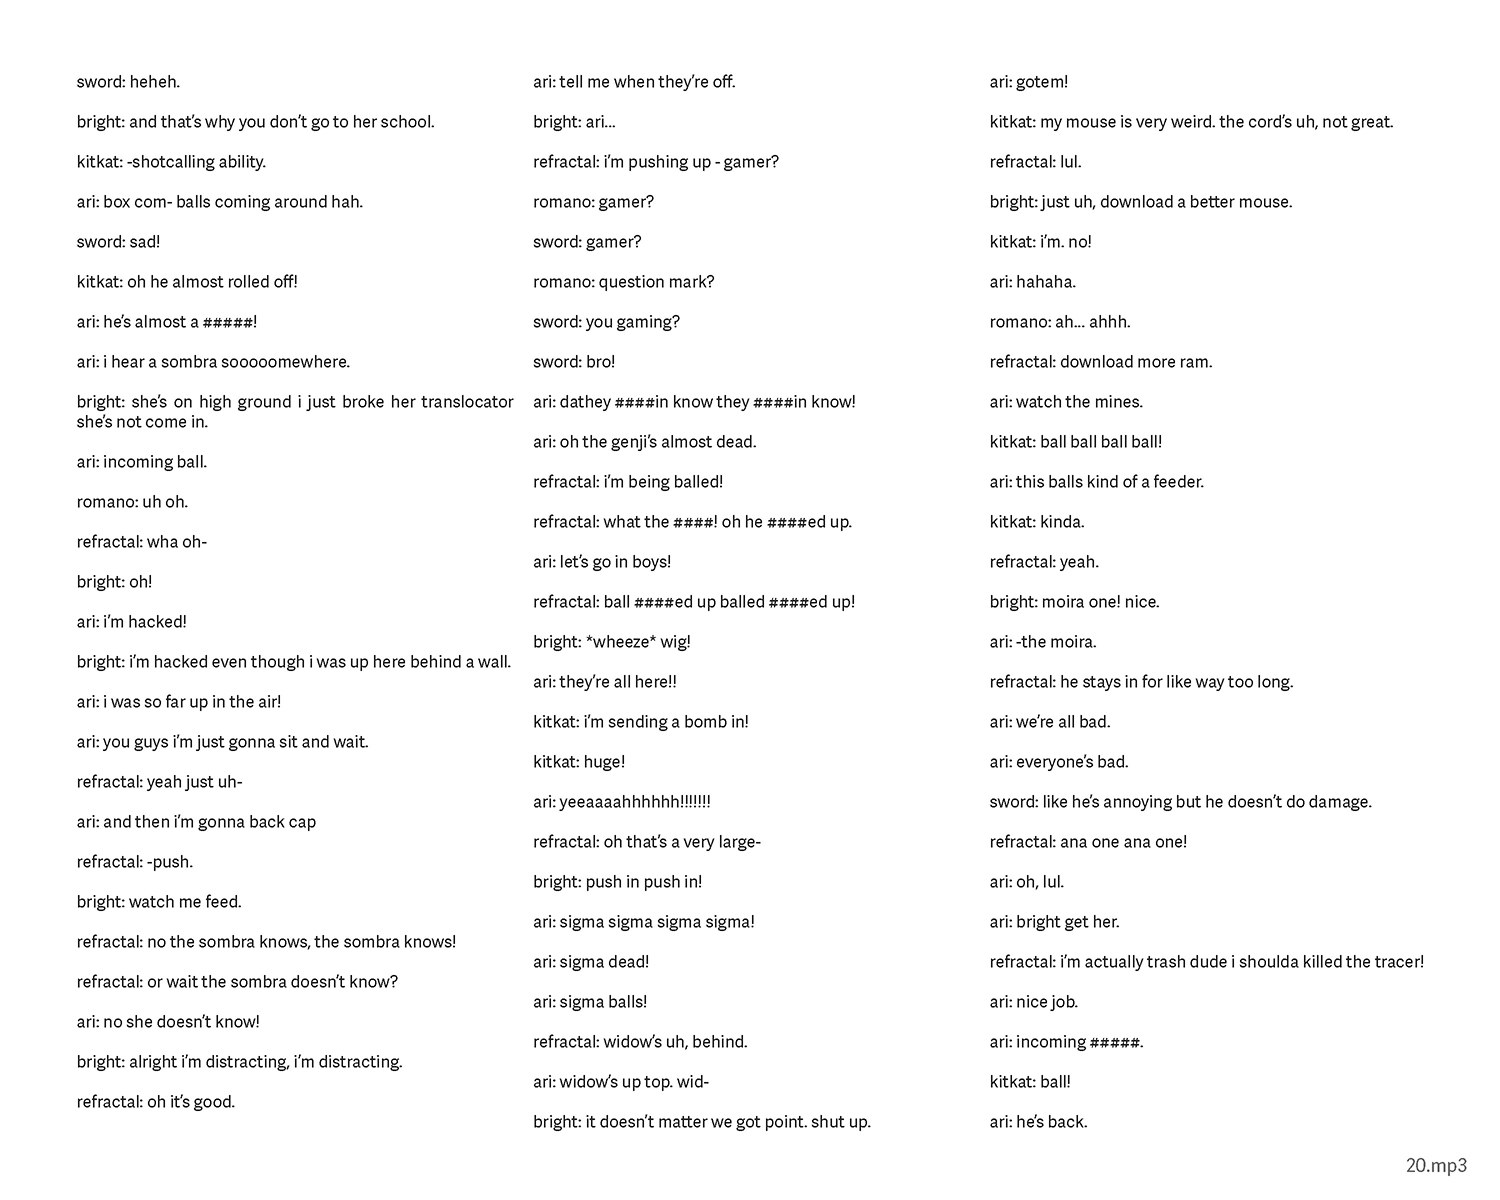 sword: heheh.
bright: and that's why you don't go to her school.
kitkat: -shotcalling ability.
ari: box com- balls coming around hah.
sword: sad!
kitkat: oh he almost rolled off!
ari: he's almost a #####!
ari: i hear a sombra sooooomewhere.
bright: she's on high ground i just broke her translocator
she's not come in.
ari: incoming ball.
romano: uh oh.
refractal: wha oh-
bright: oh!
ari: i'm hacked!
bright: i'm hacked even though i was up here behind a wall.
ari: i was so far up in the air!
ari: you guys i'm just gonna sit and wait.
refractal: yeah just uh-
ari: and then i'm gonna back cap
refractal: -push.
bright: watch me feed.
refractal: no the sombra knows, the sombra knows!
refractal: or wait the sombra doesn't know?
ari: no she doesn't know!
bright: alright i'm distracting, i'm distracting.
refractal: oh it's good.
ari: tell me when they're off.
bright: ari...
refractal: i'm pushing up - gamer?
romano: gamer?
sword: gamer?
romano: question mark?
sword: you gaming?
sword: bro!
ari: dathey ####in know they ####in know!
ari: oh the genji's almost dead.
refractal: i'm being balled!
refractal: what the ####! oh he ####ed up.
ari: let's go in boys!
refractal: ball ####ed up balled ####ed up!
bright: *wheeze* wig!
ari: they're all here!!
kitkat: i'm sending a bomb in!
kitkat: huge!
ari: yeeaaaahhhhhh!!!!!!!
refractal: oh that's a very large-
bright: push in push in!
ari: sigma sigma sigma sigma!
ari: sigma dead!
ari: sigma balls!
refractal: widow's uh, behind.
ari: widow's up top. wid-
bright: it doesn't matter we got point. shut up.
ari: gotem!
kitkat: my mouse is very weird. the cord's uh, not great.
refractal: lul.
bright: just uh, download a better mouse.
kitkat: i'm. no!
ari: hahaha.
romano: ah... ahhh.
refractal: download more ram.
ari: watch the mines.
kitkat: ball ball ball ball!
ari: this balls kind of a feeder.
kitkat: kinda.
refractal: yeah.
bright: moira one! nice.
ari: -the moira.
refractal: he stays in for like way too long.
ari: we're all bad.
ari: everyone's bad.
sword: like he's annoying but he doesn't do damage.
refractal: ana one ana one!
ari: oh, lul.
ari: bright get her.
refractal: i'm actually trash dude i shoulda killed the tracer!
ari: nice job.
ari: incoming #####.
kitkat: ball!
ari: he's back.
20.mp3